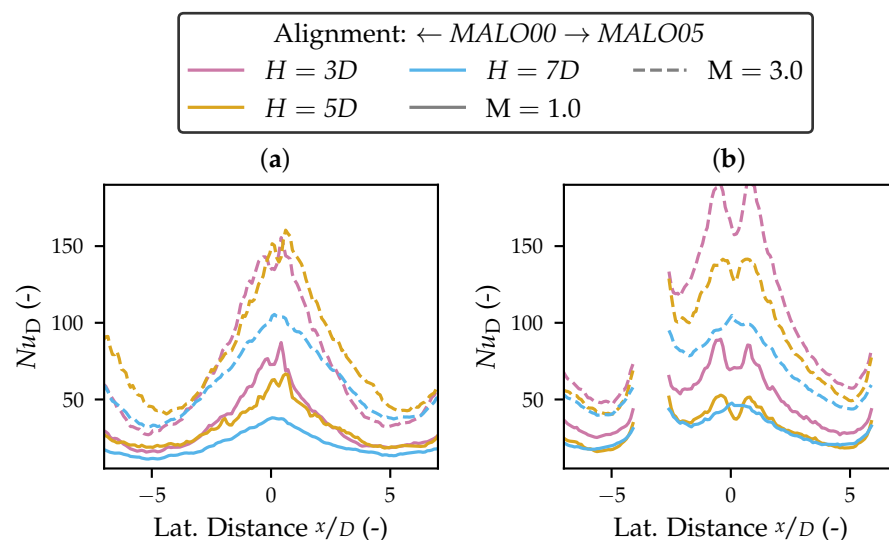 Alignment: ← MALO00 → MALO05
H = 3D H = 7D M = 3.0
H = 5D M = 1.0
(a) (b)
150 150
100 100
50 50
NuD (-) NuD (-)
−5 0 5 −5 0 5
Lat. Distance x/D (-) Lat. Distance x/D (-)